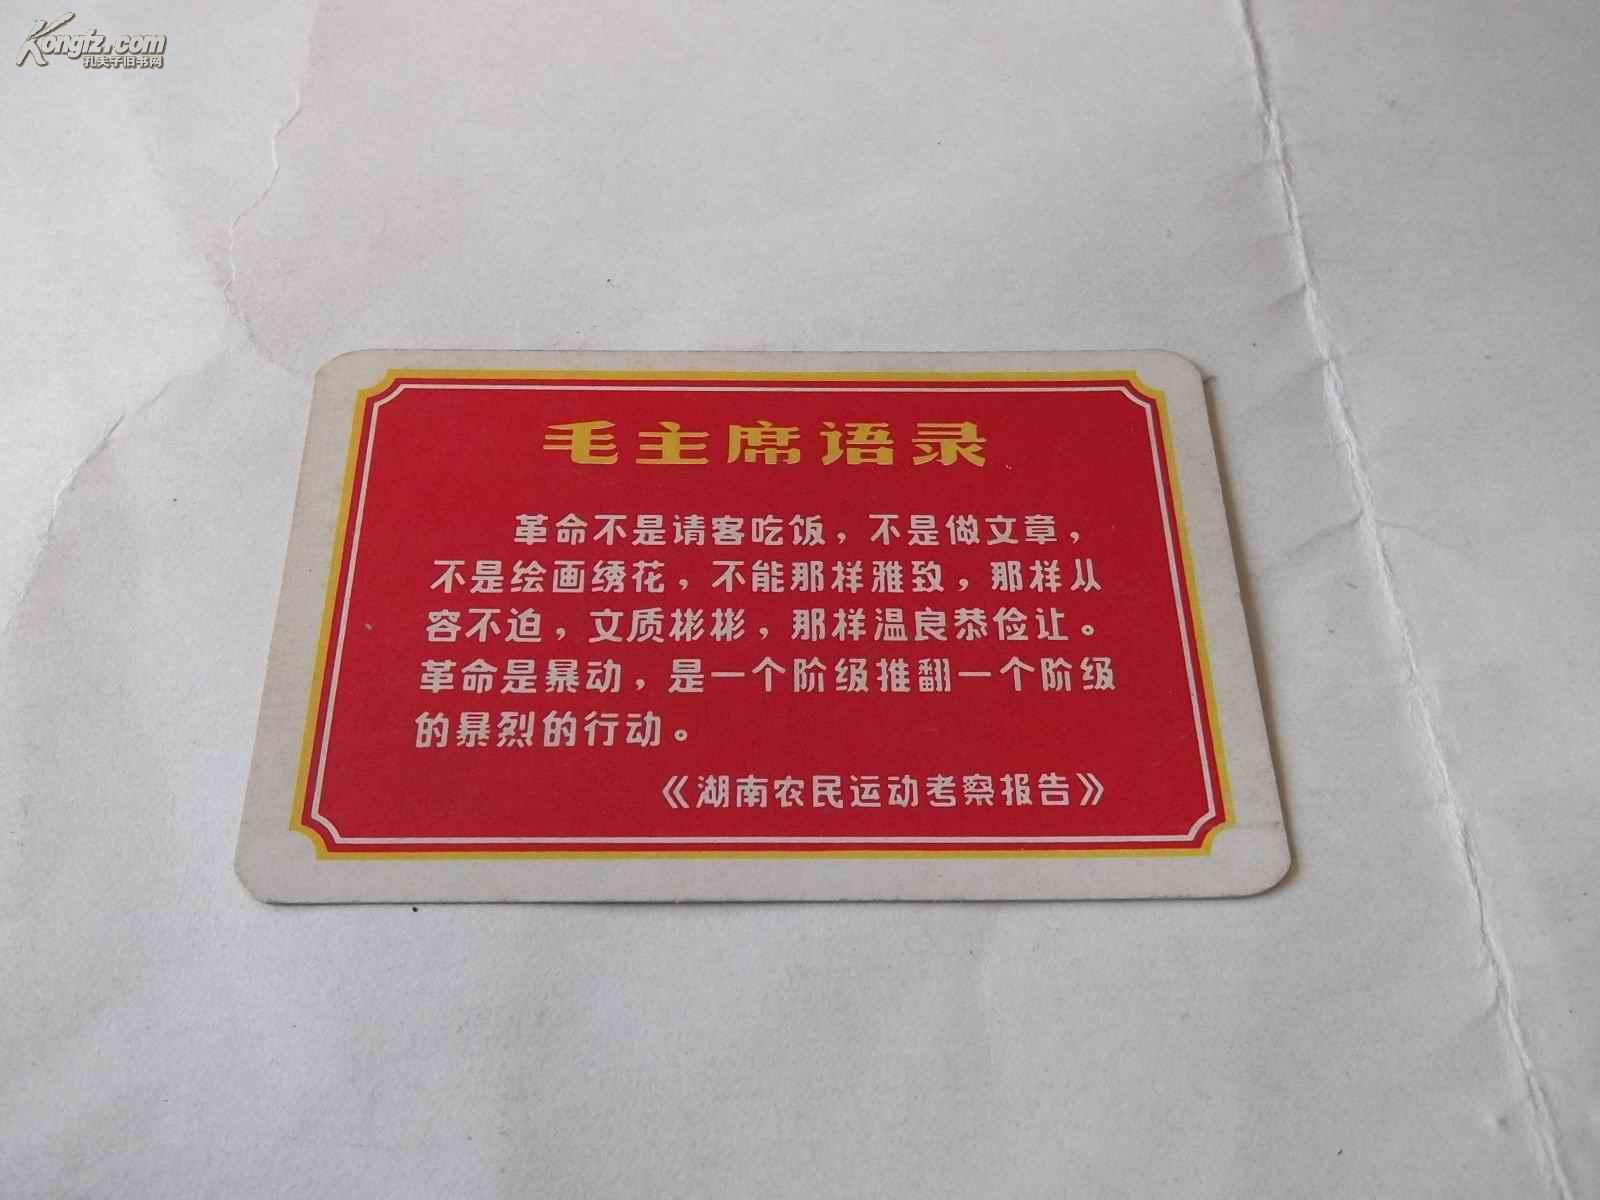 Kongfz.com
孔夫子旧书网
毛主席语录
革命不是请客吃饭，不是做文章，
不是绘画绣花，不能那样雅致，那样从
容不迫，文质彬彬，那样温良恭俭让。
革命是暴动，是一个阶级推翻一个阶级
的暴烈的行动。
《湖南农民运动考察报告》